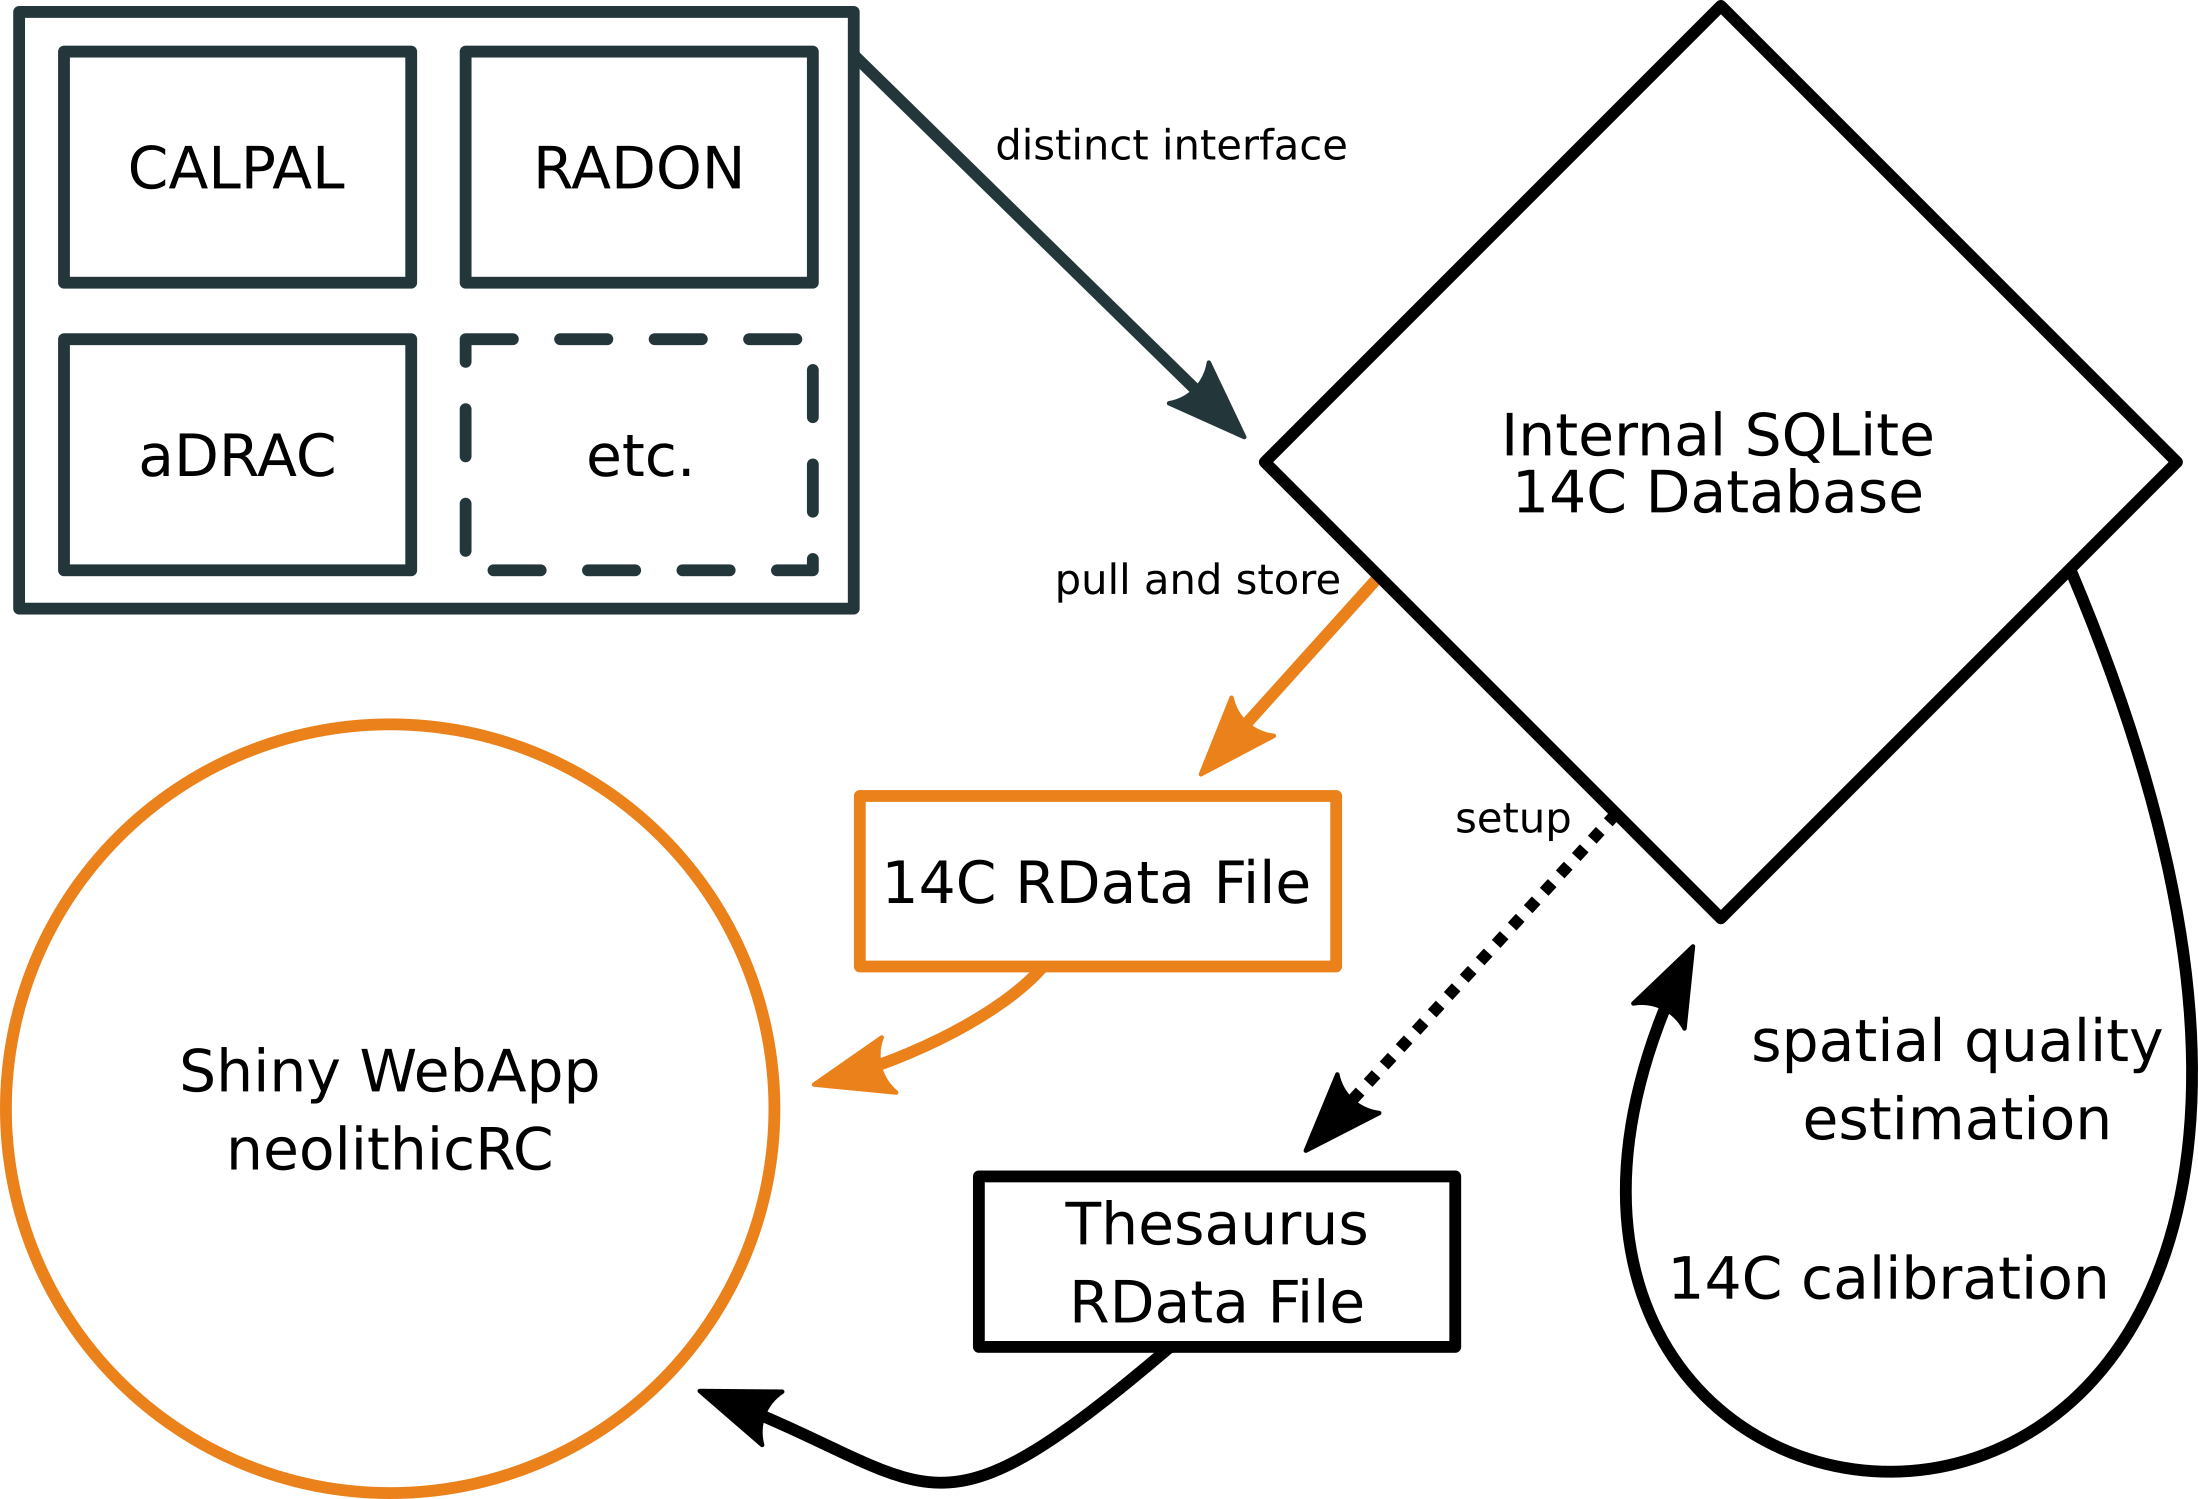 CALPAL
RADON
aDRAC
etc.
distinct interface
Internal SQLite
14C Database
pull and store
14C RData File
setup
Shiny WebApp
neolithicRC
Thesaurus
RData File
spatial quality
estimation
14C calibration